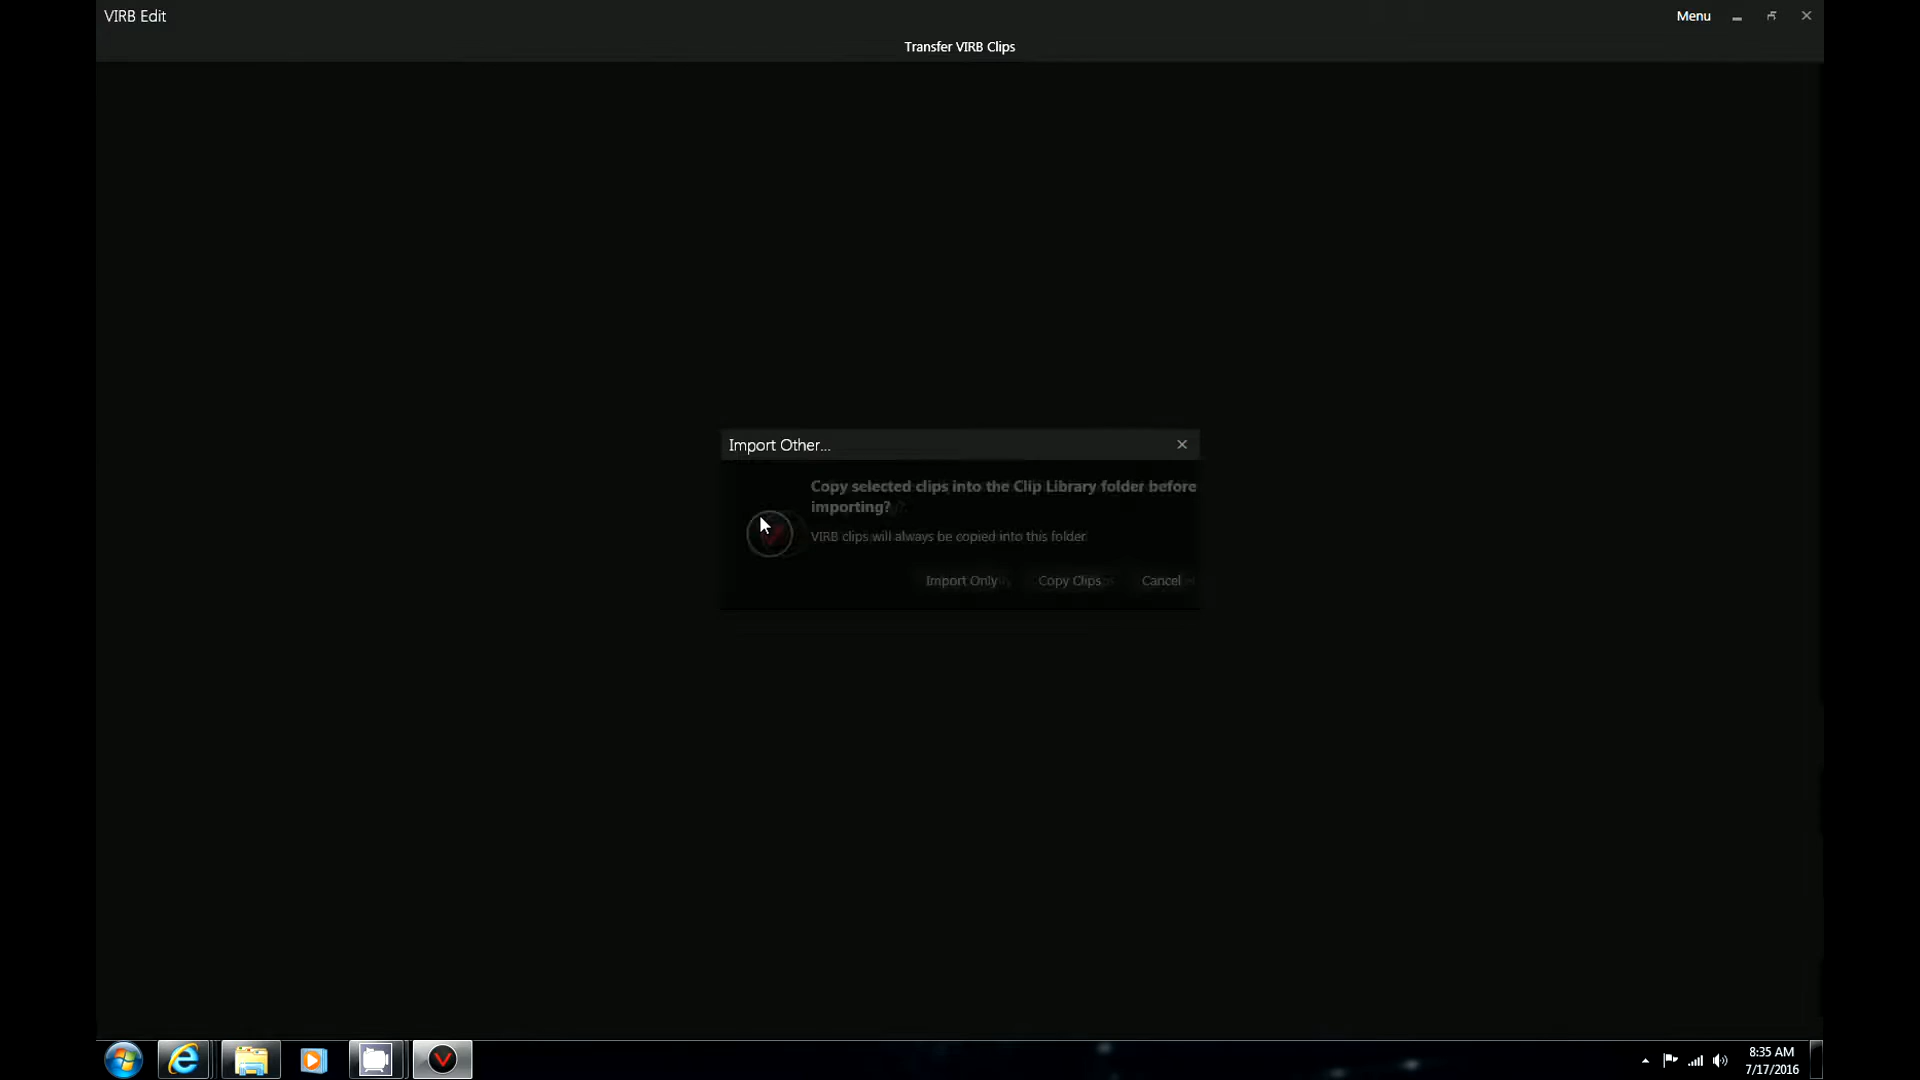 VIRB Edit
Menu
Transfer VIRB Clips
Import Other...
Copy selected clips into the Clip Library folder before
importing?
VIRB clips will always be copied into this folder
Import Only
Copy Clips
Cancel
8:35 AM
7/17/2016